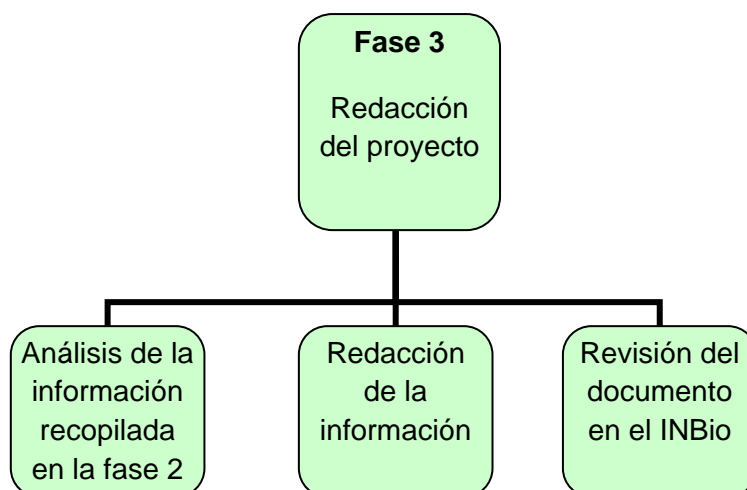 Fase 3
Redacción
del proyecto
Análisis de la
información
recopilada
en la fase 2
Redacción
de la
información
Revisión del
documento
en el INBio